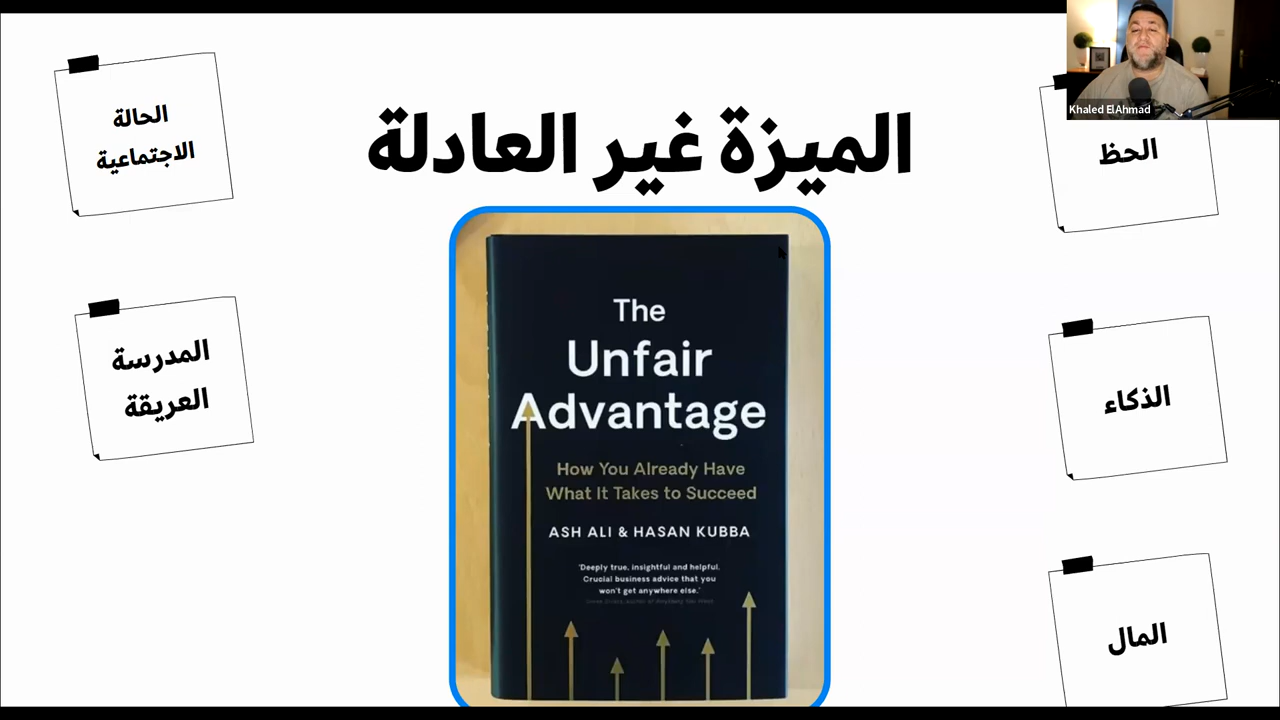 Khaled ElAhmad
الميزة غير العادلة
الحظ
الذكاء
المال
الحالة
الاجتماعية
المدرسة
العريقة
The
Unfair
Advantage
How You Already Have
What It Takes to Succeed
ASH ALI & HASAN KUBBA
'Deeply true, insightful and helpful.
Crucial business advice that you
won't get anywhere else.'